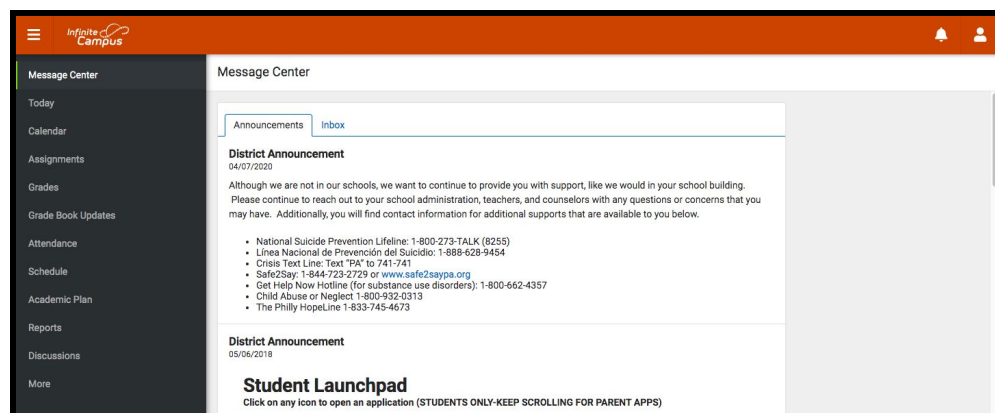 Infinite
Campus
Message Center
Today
Calendar
Assignments
Grades
Grade Book Updates
Attendance
Schedule
Academic Plan
Reports
Discussions
More
Message Center
Announcements Inbox
District Announcement
04/07/2020
Although we are not in our schools, we want to continue to provide you with support, like we would in your school building.
Please continue to reach out to your school administration, teachers, and counselors with any questions or concerns that you
may have. Additionally, you will find contact information for additional supports that are available to you below.
• National Suicide Prevention Lifeline: 1-800-273-TALK (8255)
• Línea Nacional de Prevención del Suicidio: 1-888-628-9454
• Crisis Text Line: Text “PA” to 741-741
• Safe2Say: 1-844-723-2729 or www.safe2saypa.org
• Get Help Now Hotline (for substance use disorders): 1-800-662-4357
• Child Abuse or Neglect 1-800-932-0313
• The Philly HopeLine 1-833-745-4673
District Announcement
05/06/2018
Student Launchpad
Click on any icon to open an application (STUDENTS ONLY-KEEP SCROLLING FOR PARENT APPS)